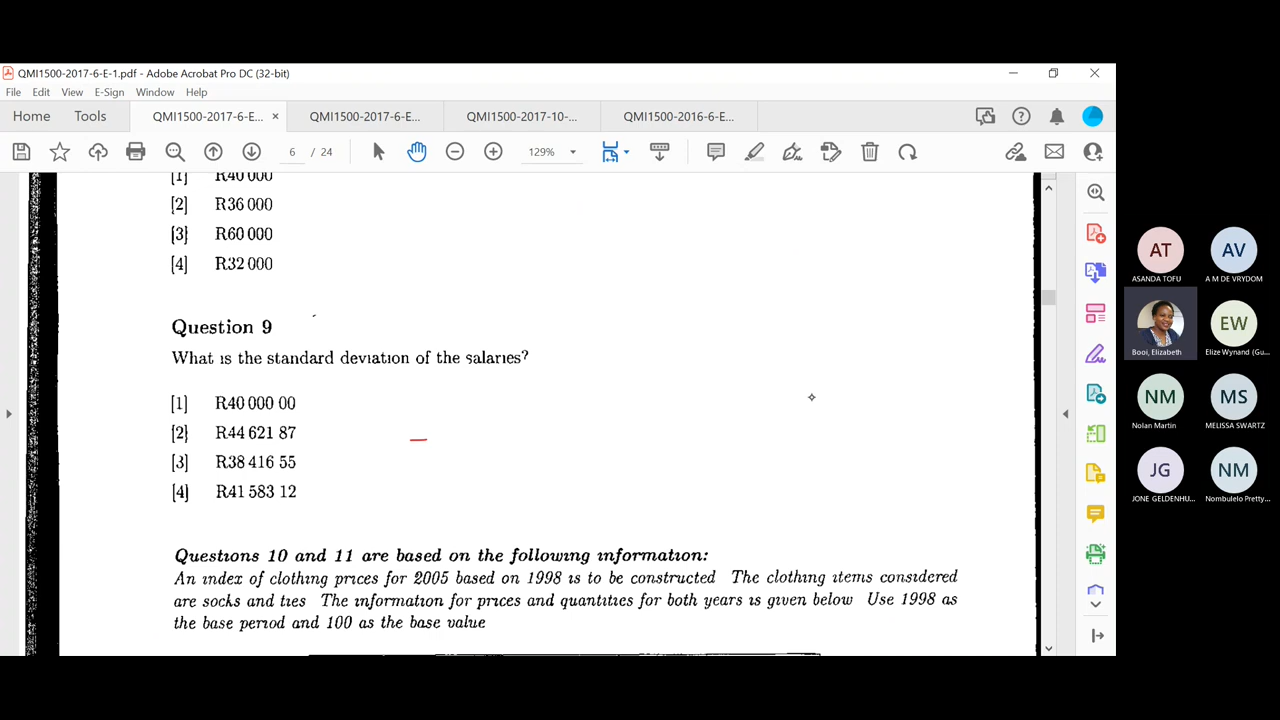 QMI1500-2017-6-E-1.pdf - Adobe Acrobat Pro DC (32-bit)
File Edit View E-Sign Window Help
Home Tools QMI1500-2017-6-E... × QMI1500-2017-6-E... QMI1500-2017-10-... QMI1500-2016-6-E...
6 / 24 129%
[1] R40 000
[2] R36 000
[3] R60 000
[4] R32 000
Question 9
What is the standard deviation of the salaries?
[1] R40 000 00
[2] R44 621 87
[3] R38 416 55
[4] R41 583 12
Questions 10 and 11 are based on the following information:
An index of clothing prices for 2005 based on 1998 is to be constructed The clothing items considered
are socks and ties The information for prices and quantities for both years is given below Use 1998 as
the base period and 100 as the base value
AT AV
ASANDA TOFU A M DE VRYDOM
EW
Booi, Elizabeth Elize Wynand (Gu...
NM MS
Nolan Martin MELISSA SWARTZ
JG NM
JONE GELDENHU... Nombulelo Pretty...